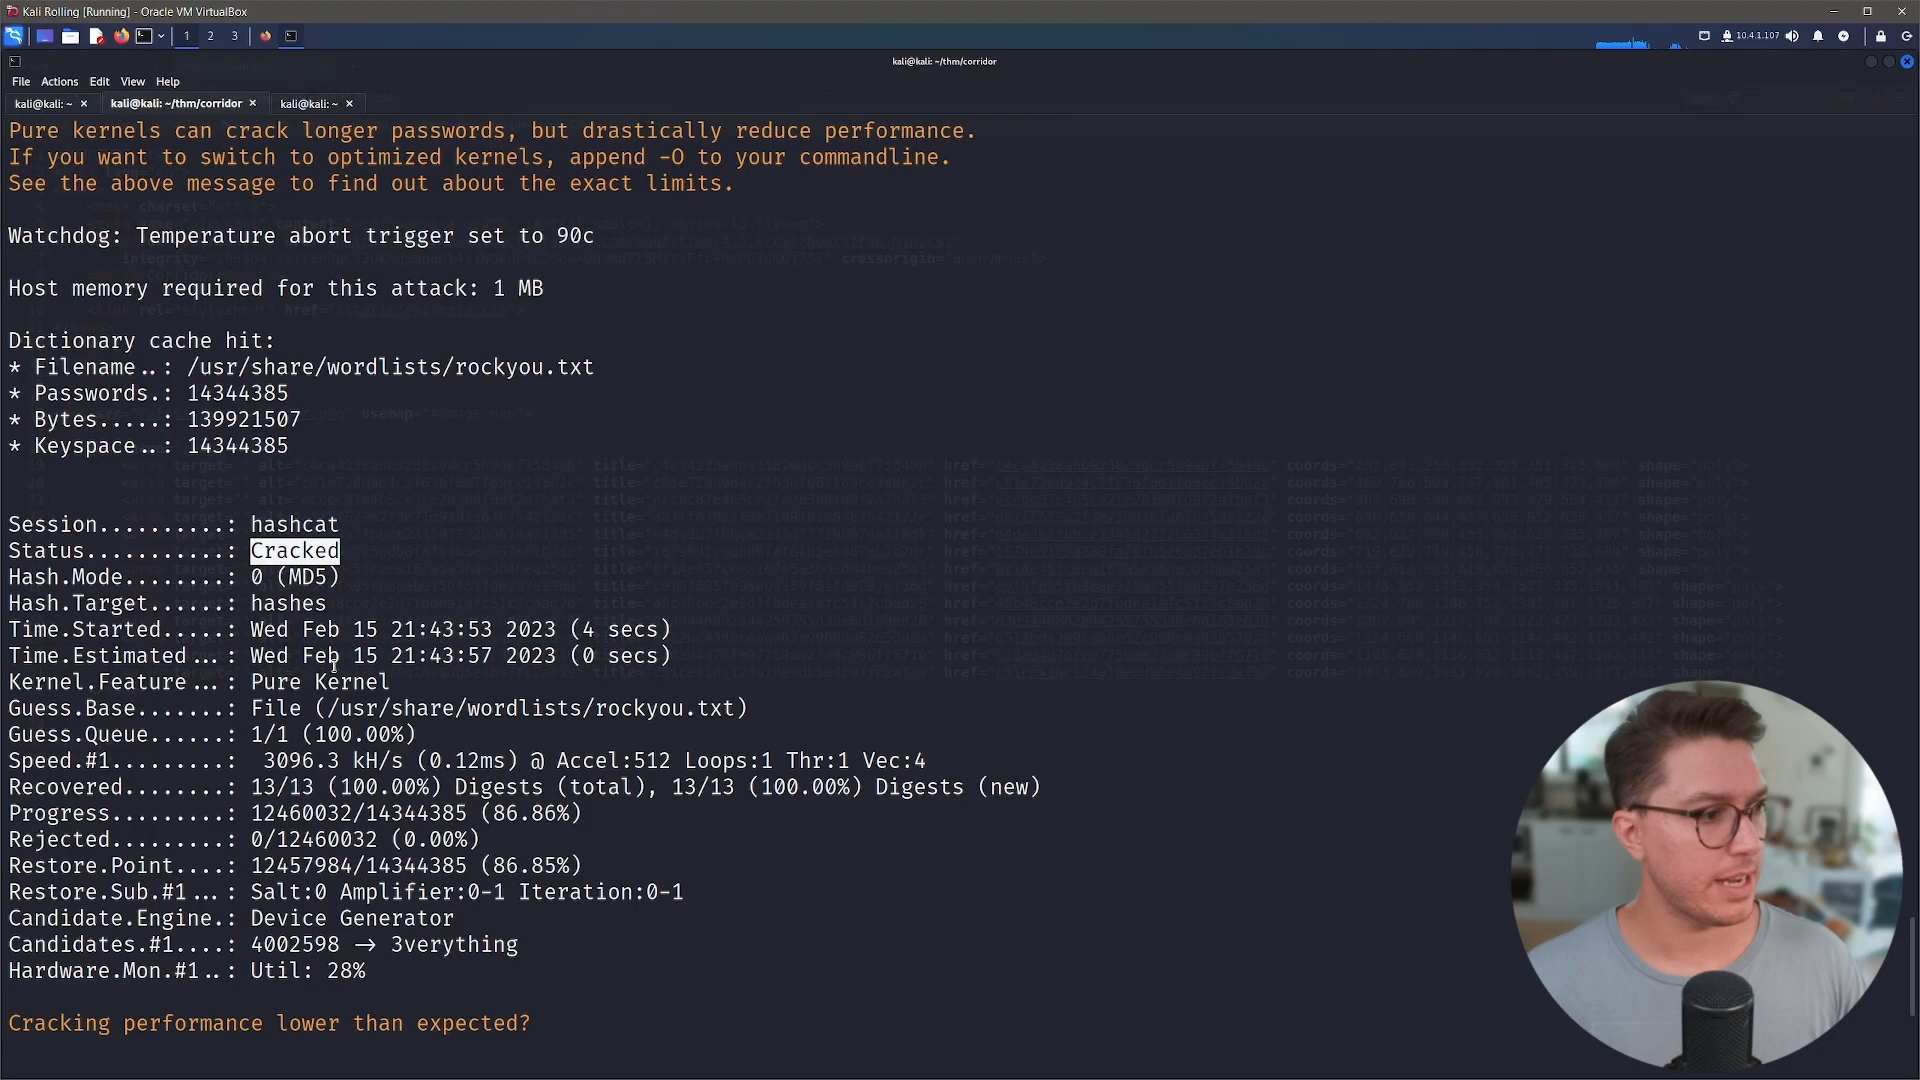 Kali Rolling [Running] - Oracle VM VirtualBox
1 2 3
10.4.1.107
kali@kali: ~/thm/corridor
File Actions Edit View Help
kali@kali: ~ × kali@kali: ~/thm/corridor × kali@kali: ~ ×
Pure kernels can crack longer passwords, but drastically reduce performance.
If you want to switch to optimized kernels, append -O to your commandline.
See the above message to find out about the exact limits.
Watchdog: Temperature abort trigger set to 90c
Host memory required for this attack: 1 MB
Dictionary cache hit:
* Filename..: /usr/share/wordlists/rockyou.txt
* Passwords.: 14344385
* Bytes.....: 139921507
* Keyspace..: 14344385
Session..........: hashcat
Status...........: Cracked
Hash.Mode........: 0 (MD5)
Hash.Target......: hashes
Time.Started.....: Wed Feb 15 21:43:53 2023 (4 secs)
Time.Estimated...: Wed Feb 15 21:43:57 2023 (0 secs)
Kernel.Feature...: Pure Kernel
Guess.Base.......: File (/usr/share/wordlists/rockyou.txt)
Guess.Queue......: 1/1 (100.00%)
Speed.#1.........: 3096.3 kH/s (0.12ms) @ Accel:512 Loops:1 Thr:1 Vec:4
Recovered........: 13/13 (100.00%) Digests (total), 13/13 (100.00%) Digests (new)
Progress.........: 12460032/14344385 (86.86%)
Rejected.........: 0/12460032 (0.00%)
Restore.Point....: 12457984/14344385 (86.85%)
Restore.Sub.#1...: Salt:0 Amplifier:0-1 Iteration:0-1
Candidate.Engine.: Device Generator
Candidates.#1....: 4002598 → 3verything
Hardware.Mon.#1..: Util: 28%
Cracking performance lower than expected?